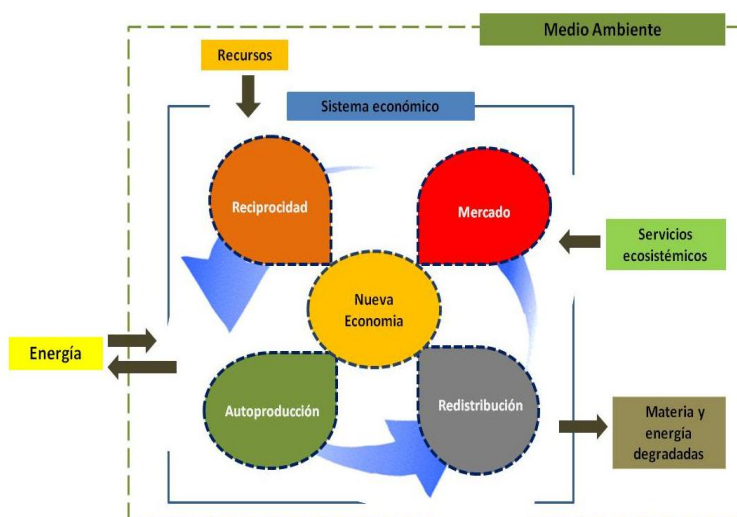 Medio Ambiente
Recursos
Sistema económico
Reciprocidad
Mercado
Servicios
ecosistémicos
Nueva
Economia
Energía
Autoproducción
Redistribución
Materia y
energía
degradadas